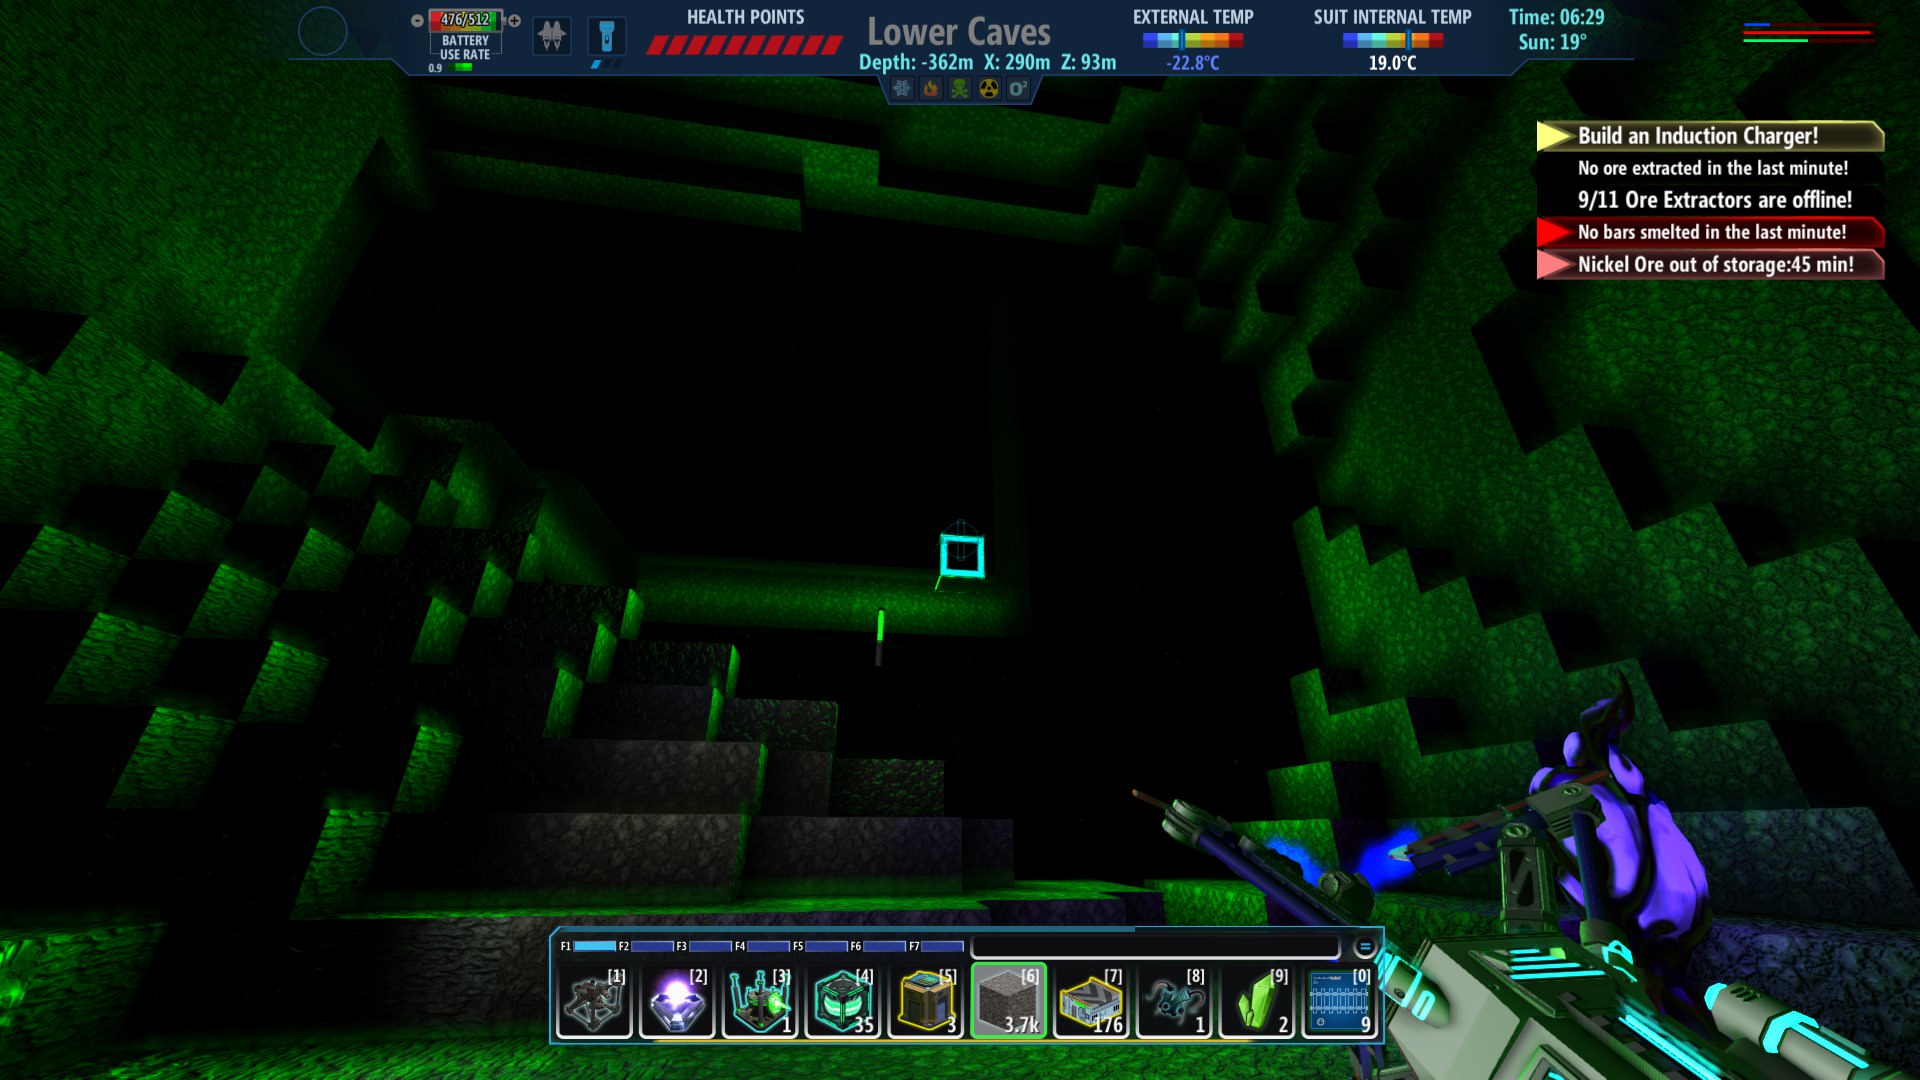 476/512
BATTERY
USE RATE
0.9
HEALTH POINTS
Lower Caves
Depth: -362m X: 290m Z: 93m
EXTERNAL TEMP
-22.8°C
SUIT INTERNAL TEMP
19.0°C
Time: 06:29
Sun: 19°
O²
Build an Induction Charger!
No ore extracted in the last minute!
9/11 Ore Extractors are offline!
No bars smelted in the last minute!
Nickel Ore out of storage:45 min!
F1 F2 F3 F4 F5 F6 F7
[1] [2] [3] [4] [5] [6] [7] [8] [9] [0]
1 35 3 3.7k 176 1 2 9